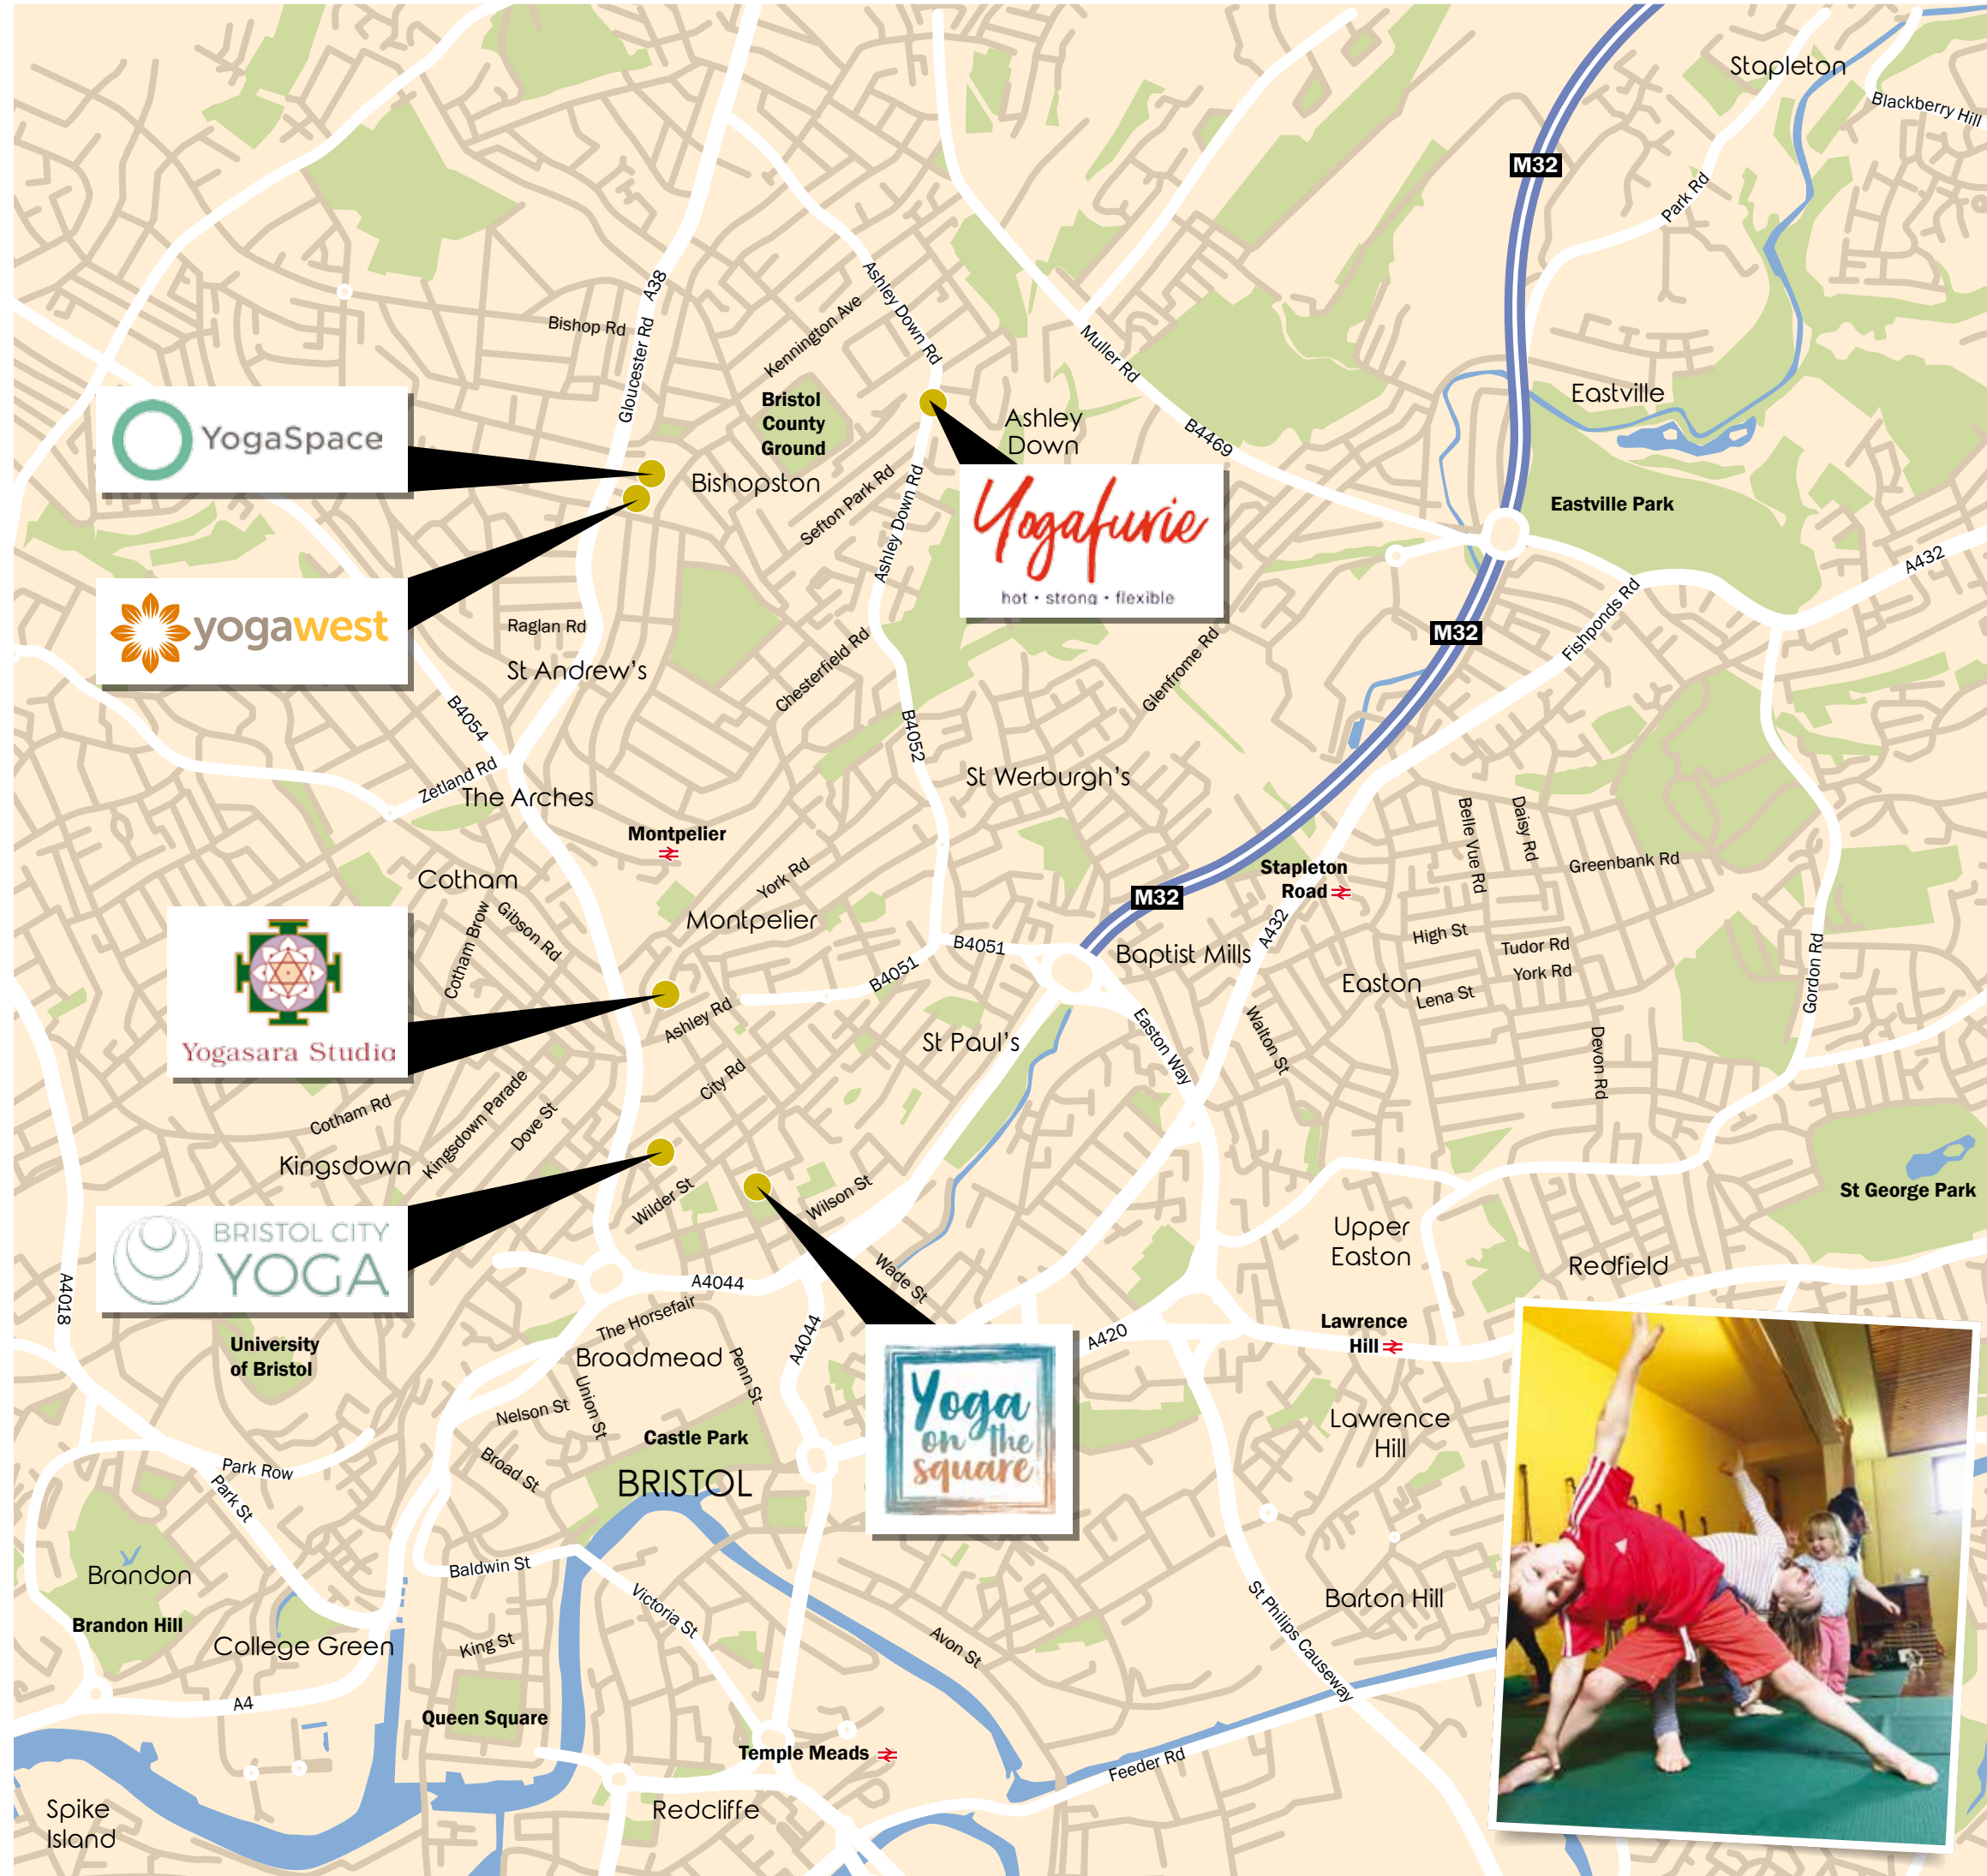 Stapleton
Blackberry Hill
M32
Park Rd
A38
Ashley Down Rd
Bishop Rd
Gloucester Rd
Kennington Ave
Muller Rd
Eastville
Bristol
County
Ground
Ashley
Down
B4469
YogaSpace
Bishopston
Sefton Park Rd
Ashley Down Rd
Yogafurie
hot • strong • flexible
Eastville Park
A432
yogawest
Raglan Rd
St Andrew's
Chesterfield Rd
Glenfrome Rd
M32
Fishponds Rd
B4054
B4052
Zetland Rd
The Arches
St Werburgh's
Montpelier
Belle Vue Rd
Daisy Rd
Greenbank Rd
Stapleton
Road
Cotham
York Rd
M32
Montpelier
Cotham Brow
Gibson Rd
B4051
B4051
Baptist Mills
A432
High St
Tudor Rd
York Rd
Easton
Lena St
Gordon Rd
Yogasara Studio
Ashley Rd
St Paul's
Easton Way
Walton St
Devon Rd
City Rd
Cotham Rd
Kingsdown Parade
Dove St
Kingsdown
Wilder St
Wilson St
St George Park
BRISTOL CITY
YOGA
Upper
Easton
Redfield
A4018
A4044
Wade St
The Horsefair
A4044
A420
Lawrence
Hill
University
of Bristol
Broadmead
Penn St
Union St
Nelson St
Yoga
on the
square
Lawrence
Hill
Castle Park
BRISTOL
Broad St
Park Row
Park St
Baldwin St
Brandon
Brandon Hill
College Green
Victoria St
King St
Avon St
St Philips Causeway
Barton Hill
A4
Queen Square
Temple Meads
Feeder Rd
Spike
Island
Redcliffe